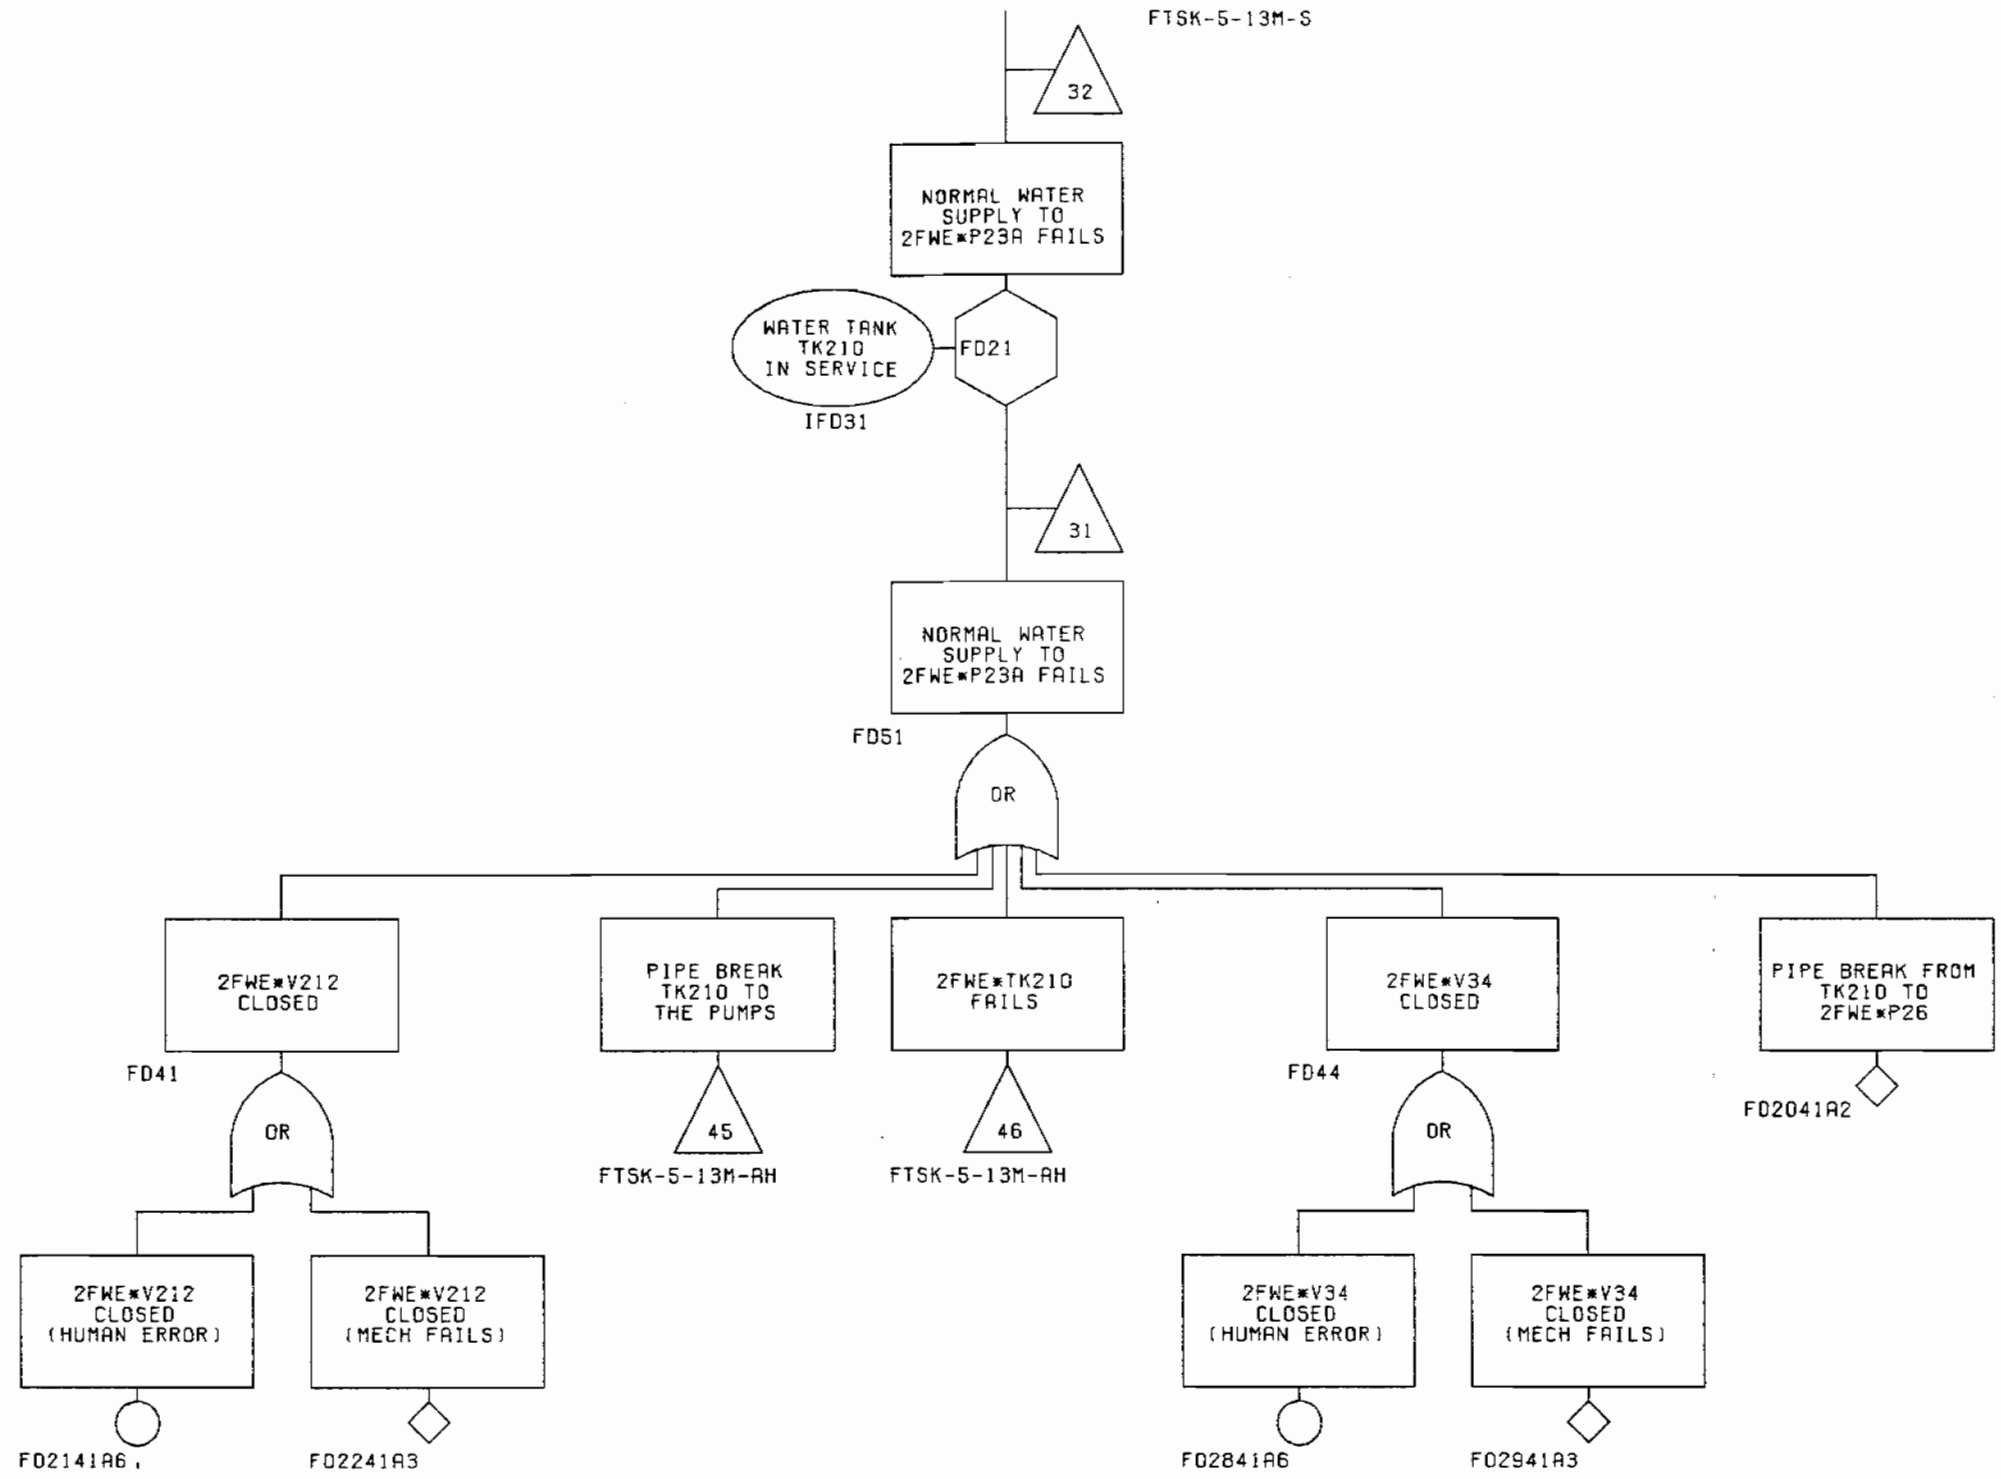 FTSK-5-13M-S
32
NORMAL WATER
SUPPLY TO
2FWE*P23A FAILS
WATER TANK
TK210
IN SERVICE
FD21
IFD31
31
NORMAL WATER
SUPPLY TO
2FWE*P23A FAILS
FD51
OR
2FWE*V212
CLOSED
PIPE BREAK
TK210 TO
THE PUMPS
2FWE*TK210
FAILS
2FWE*V34
CLOSED
PIPE BREAK FROM
TK210 TO
2FWE*P26
FD41
OR
45
FTSK-5-13M-AH
46
FTSK-5-13M-AH
FD44
OR
FD2041A2
2FWE*V212
CLOSED
(HUMAN ERROR)
2FWE*V212
CLOSED
(MECH FAILS)
2FWE*V34
CLOSED
(HUMAN ERROR)
2FWE*V34
CLOSED
(MECH FAILS)
FD2141A6
FD2241A3
FD2841A6
FD2941A3